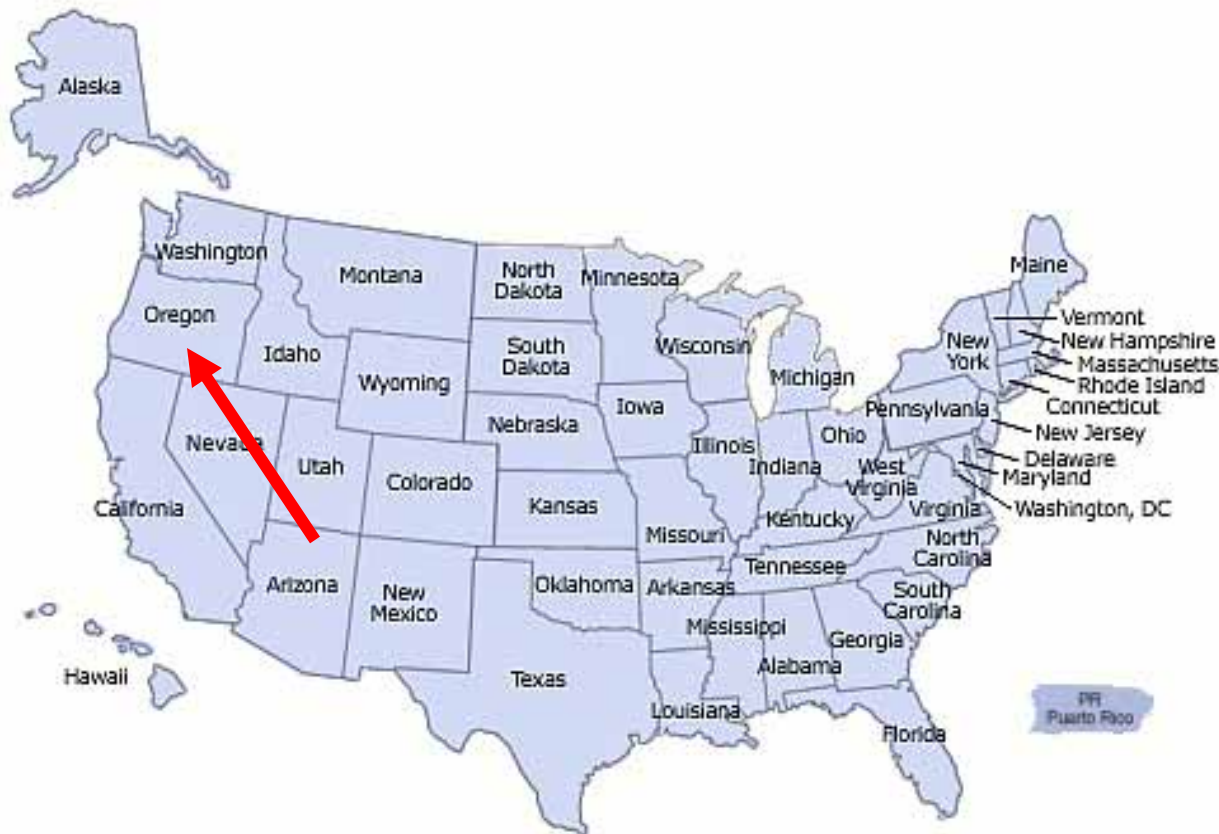 Alaska
Washington
Montana
North
Dakota
Minnesota
Maine
Oregon
Idaho
Wyoming
South
Dakota
Wisconsin
Michigan
New
York
Vermont
New Hampshire
Massachusetts
Rhode Island
Connecticut
Nevada
Utah
Colorado
Nebraska
Iowa
Illinois
Indiana
Ohio
Pennsylvania
New Jersey
Delaware
Maryland
Washington, DC
West
Virginia
Virginia
California
Kansas
Missouri
Kentucky
North
Carolina
Arizona
New
Mexico
Oklahoma
Arkansas
Tennessee
South
Carolina
Hawaii
Texas
Louisiana
Mississippi
Alabama
Georgia
Florida
PR
Puerto Rico